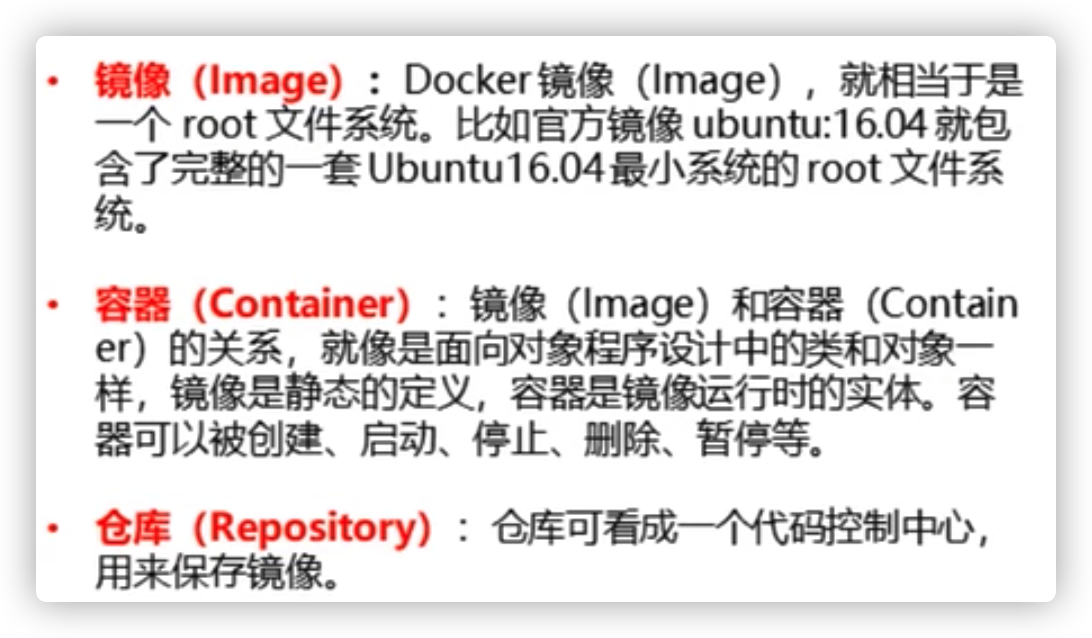 • 镜像（Image）：Docker 镜像（Image），就相当于是
一个 root 文件系统。比如官方镜像 ubuntu:16.04 就包
含了完整的一套 Ubuntu16.04 最小系统的 root 文件系
统。
• 容器（Container）：镜像（Image）和容器（Contain
er）的关系，就像是面向对象程序设计中的类和对象一
样，镜像是静态的定义，容器是镜像运行时的实体。容
器可以被创建、启动、停止、删除、暂停等。
• 仓库（Repository）：仓库可看成一个代码控制中心，
用来保存镜像。